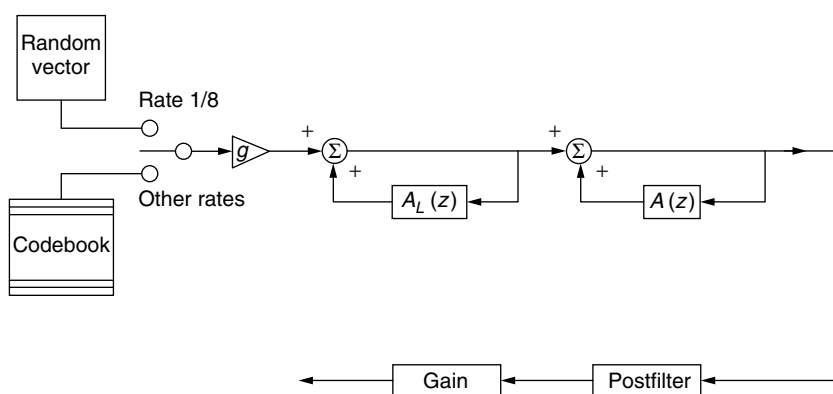 Random
vector
Rate 1/8
g
+
Σ
+
+
Σ
+
A_L(z)
A(z)
Other rates
Codebook
Gain
Postfilter